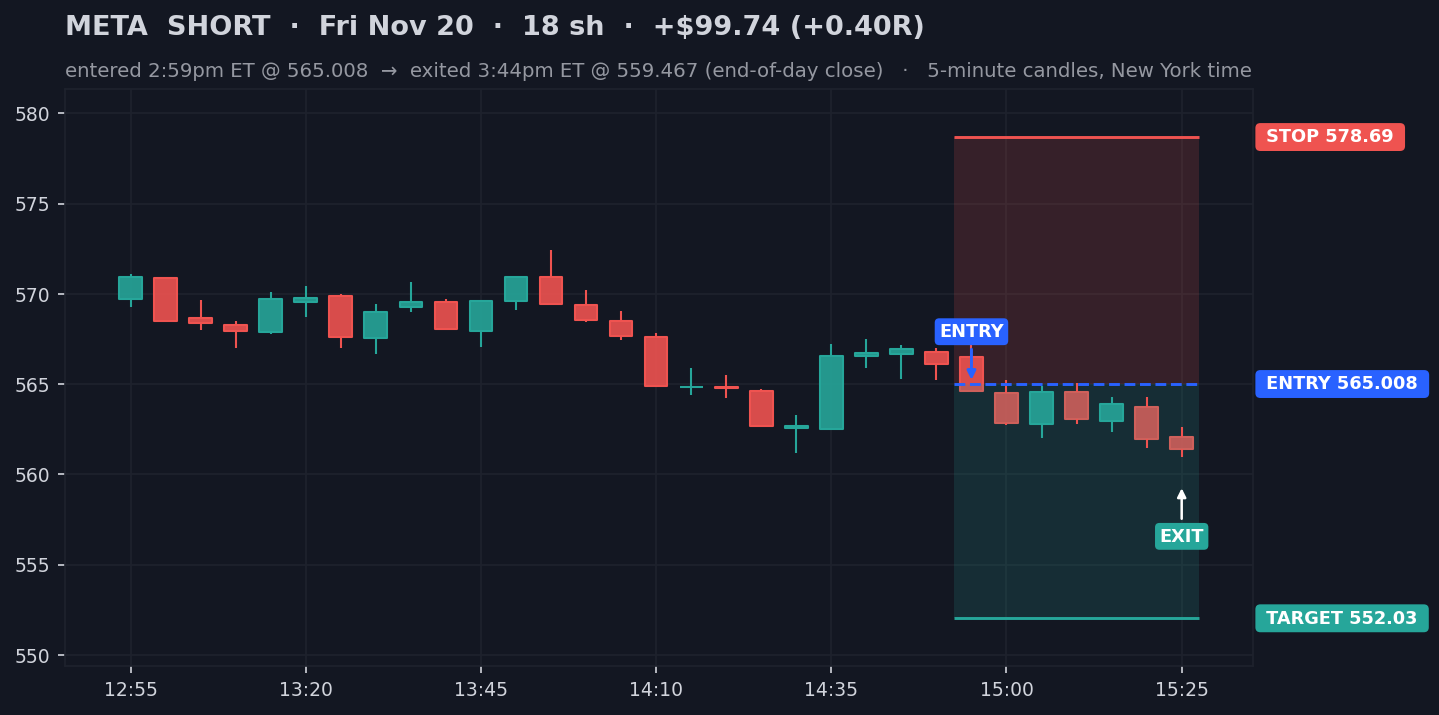 META SHORT · Fri Nov 20 · 18 sh · +$99.74 (+0.40R)
entered 2:59pm ET @ 565.008 → exited 3:44pm ET @ 559.467 (end-of-day close) · 5-minute candles, New York time
580
STOP 578.69
575
570
ENTRY
565
ENTRY 565.008
560
EXIT
555
TARGET 552.03
550
12:55 13:20 13:45 14:10 14:35 15:00 15:25